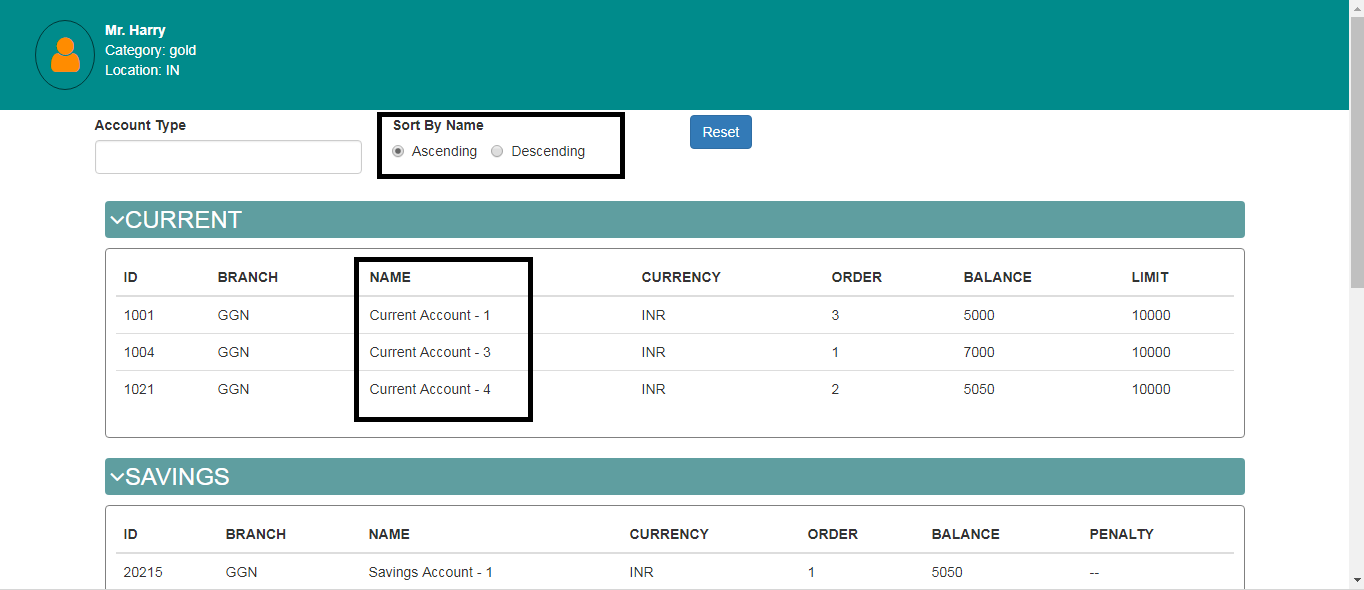 Mr. Harry
Category: gold
Location: IN
Account Type
Sort By Name
Ascending Descending
Reset
CURRENT
ID BRANCH NAME CURRENCY ORDER BALANCE LIMIT
1001 GGN Current Account - 1 INR 3 5000 10000
1004 GGN Current Account - 3 INR 1 7000 10000
1021 GGN Current Account - 4 INR 2 5050 10000
SAVINGS
ID BRANCH NAME CURRENCY ORDER BALANCE PENALTY
20215 GGN Savings Account - 1 INR 1 5050 --